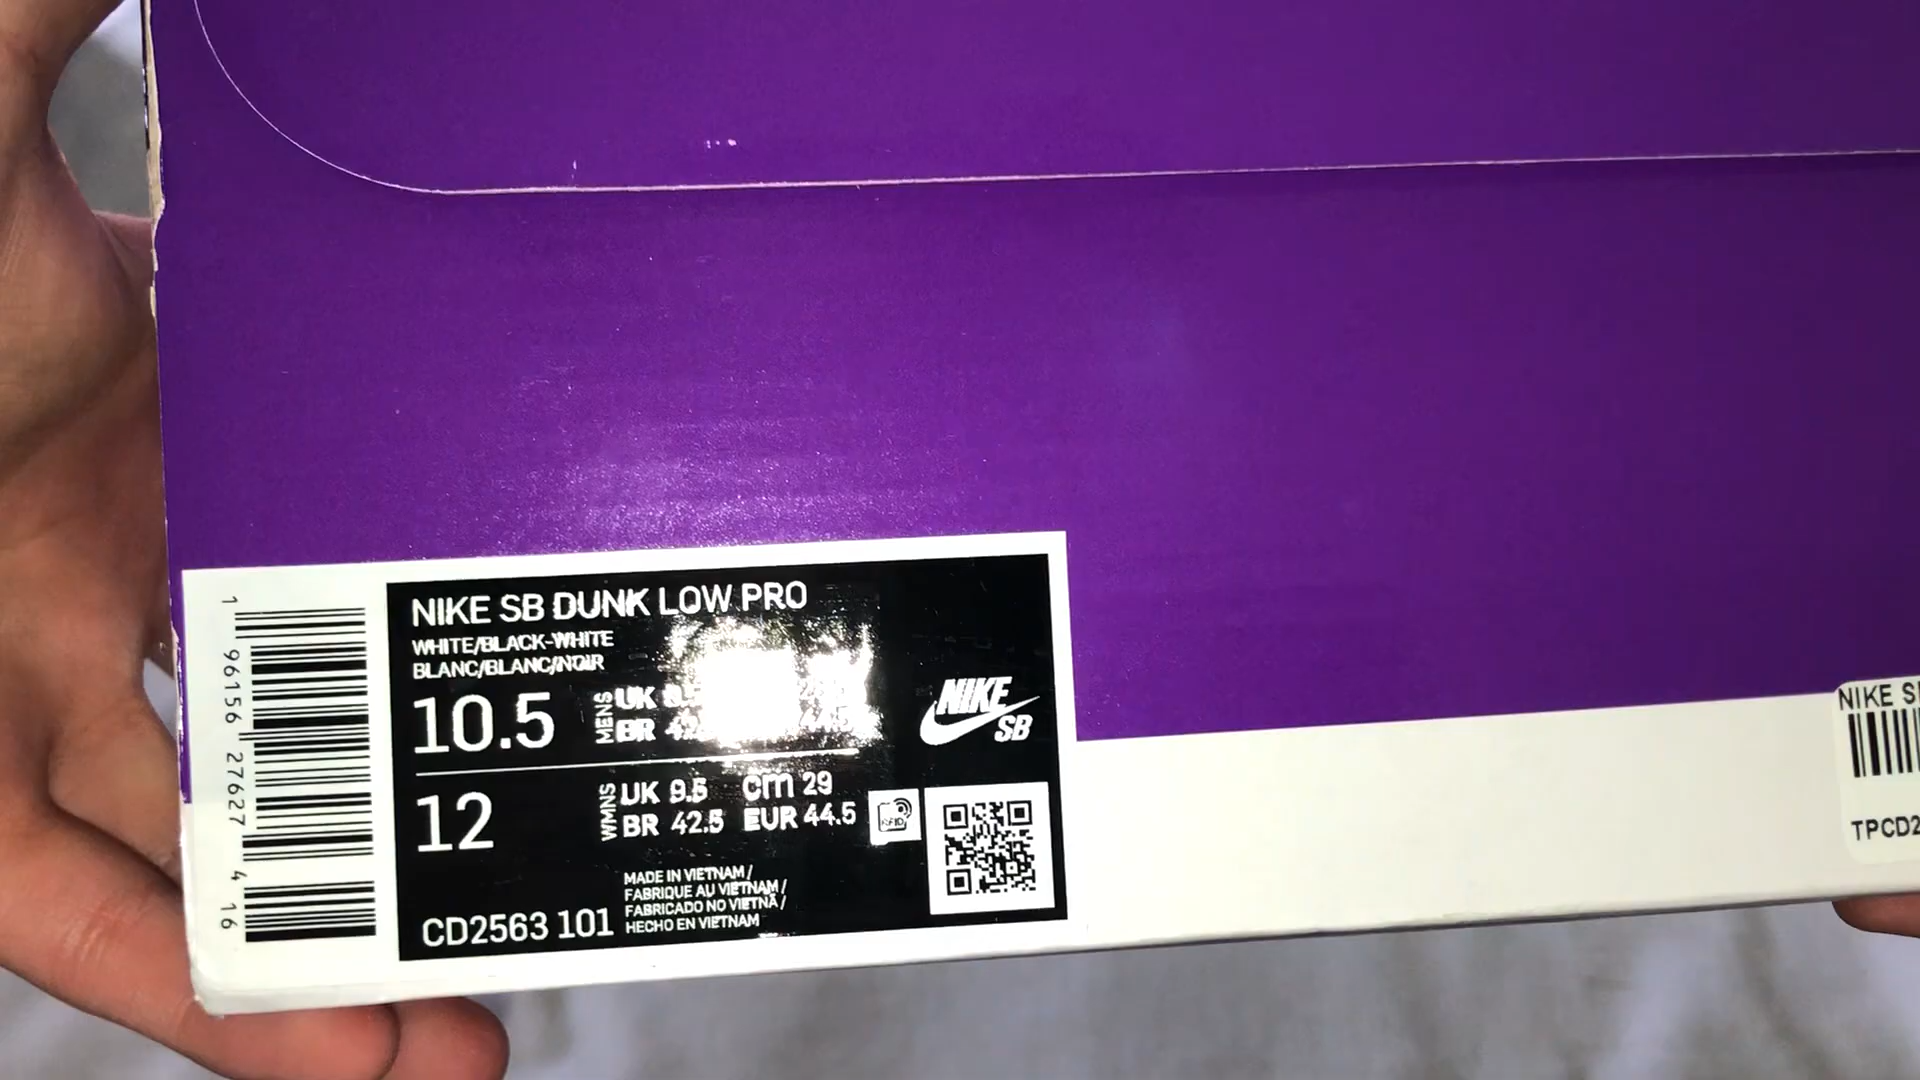 NIKE SB DUNK LOW PRO
WHITE/BLACK-WHITE
BLANC/BLANC/NOIR
10.5
MENS
UK
BR
12
WMNS
UK 9.5 cm 29
BR 42.5 EUR 44.5
RFID
MADE IN VIETNAM /
FABRIQUE AU VIETNAM /
FABRICADO NO VIETNÃ /
HECHO EN VIETNAM
CD2563 101
NIKE
SB
1 96156 27627 4 16
NIKE
TPCD2